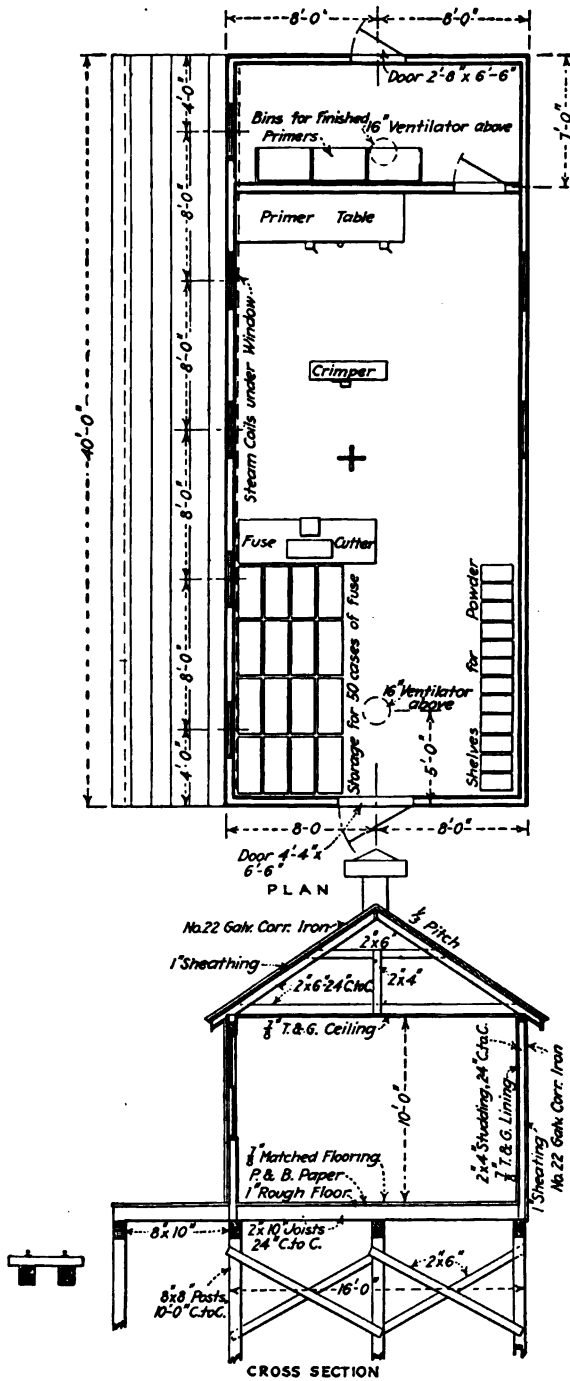 8'-0"
8'-0"
Door 2'-8" x 6'-6"
4'-0"
7'-0"
Bins for finished
Primers
16" Ventilator above
Primer Table
8'-0"
Steam Coils under Window
8'-0"
Crimper
40'-0"
8'-0"
Fuse Cutter
Storage for 50 cases of fuse
Shelves for Powder
8'-0"
16" Ventilator
above
5'-0"
4'-0"
8-0
8'-0"
Door 4'-4" x
6'-6"
PLAN
No.22 Galv. Corr. Iron
1/3 Pitch
2"x6"
1" Sheathing
2"x4"
2"x6"-24"C.toC.
7/8" T.& G. Ceiling
10'-0"
2"x4" Studding, 24" C.toC.
7/8" T.& G. Lining
1" Sheating
No.22 Galv. Corr. Iron
7/8" Matched Flooring
P. & B. Paper
1" Rough Floor
8"x10"
2"x10" Joists
24" C.to C.
2"x6"
8"x8" Posts,
10'-0" C.toC.
16'-0"
CROSS SECTION